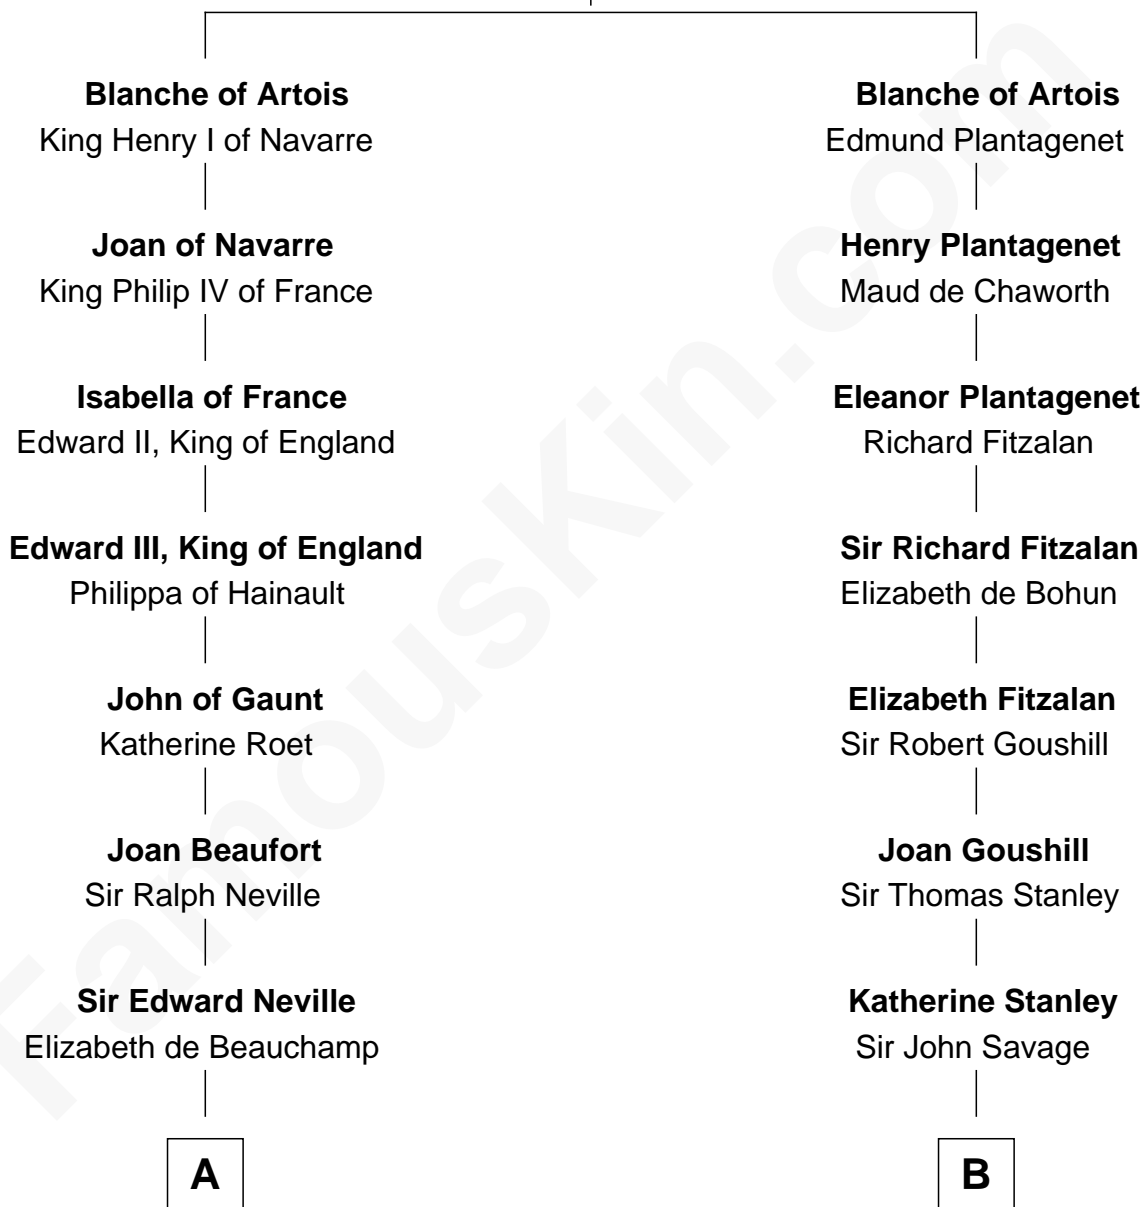 Blanche of Artois
King Henry I of Navarre
Joan of Navarre
King Philip IV of France
Isabella of France
Edward II, King of England
Edward III, King of England
Philippa of Hainault
John of Gaunt
Katherine Roet
Joan Beaufort
Sir Ralph Neville
Sir Edward Neville
Elizabeth de Beauchamp
A
Blanche of Artois
Edmund Plantagenet
Henry Plantagenet
Maud de Chaworth
Eleanor Plantagenet
Richard Fitzalan
Sir Richard Fitzalan
Elizabeth de Bohun
Elizabeth Fitzalan
Sir Robert Goushill
Joan Goushill
Sir Thomas Stanley
Katherine Stanley
Sir John Savage
B
FamousKin.com